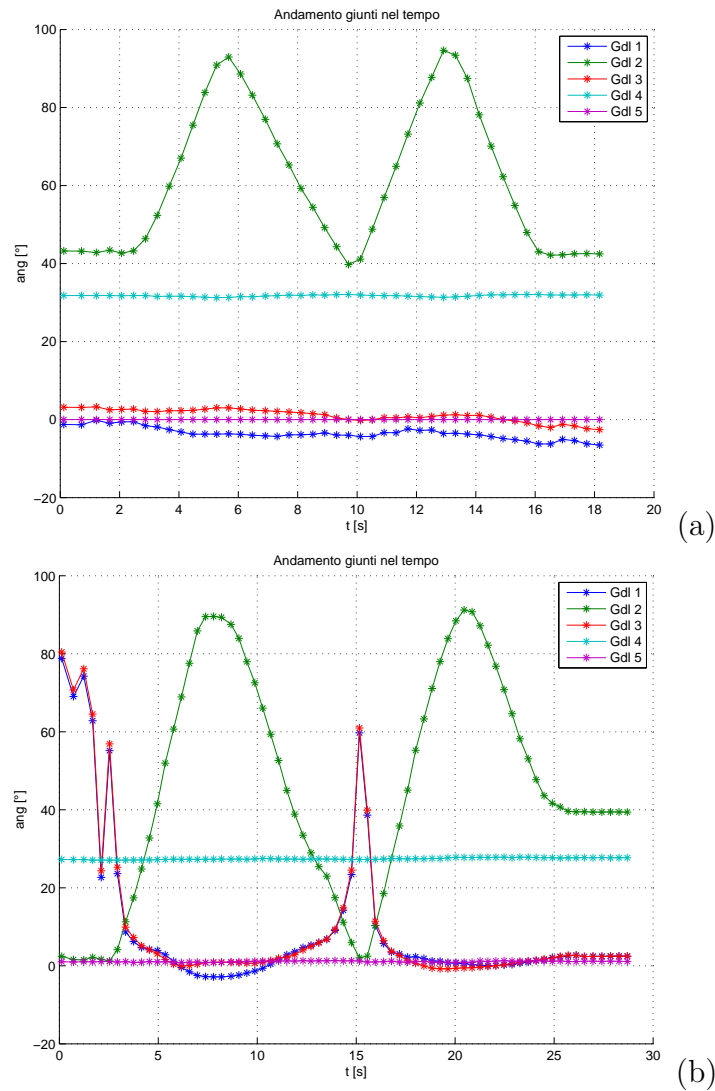 Andamento giunti nel tempo
100
80
60
40
20
0
−20
ang [°]
0 2 4 6 8 10 12 14 16 18 20
t [s]
Gdl 1
Gdl 2
Gdl 3
Gdl 4
Gdl 5
(a)
Andamento giunti nel tempo
100
80
60
40
20
0
−20
ang [°]
0 5 10 15 20 25 30
t [s]
Gdl 1
Gdl 2
Gdl 3
Gdl 4
Gdl 5
(b)